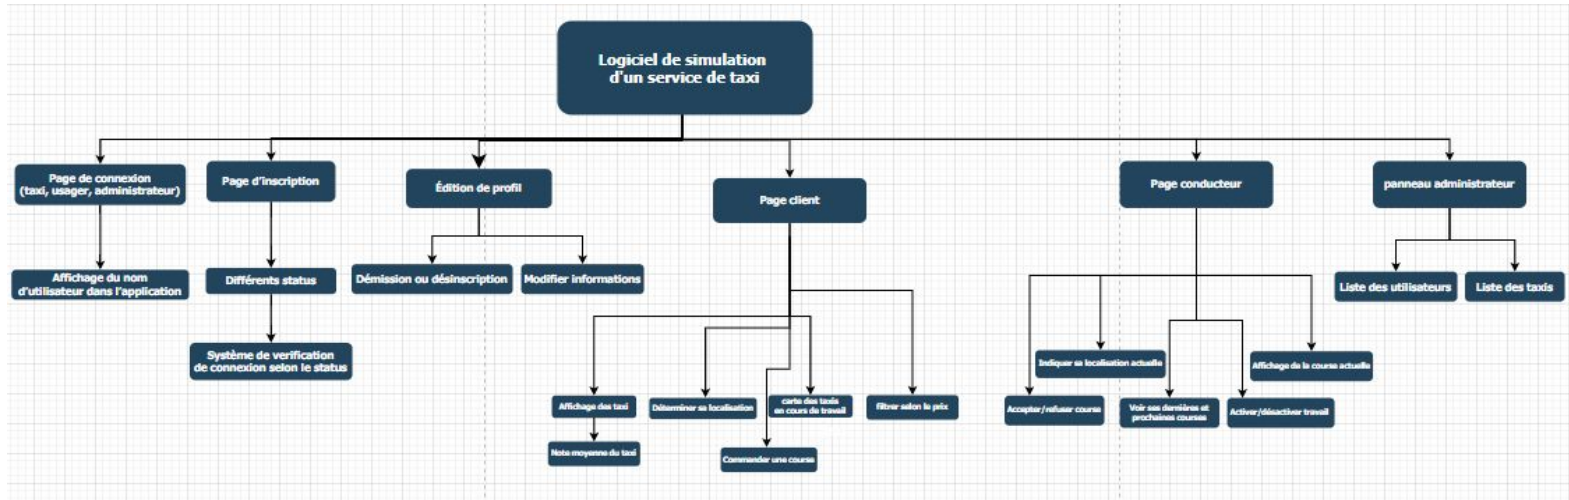 Logiciel de simulation
d'un service de taxi
Page de connexion
(taxi, usager, administrateur)
Page d'inscription
Édition de profil
Page client
Page conducteur
panneau administrateur
Affichage du nom
d'utilisateur dans l'application
Différents status
Démission ou désinscription
Modifier informations
Liste des utilisateurs
Liste des taxis
Système de verification
de connexion selon le status
Indiquer sa localisation actuelle
Affichage de la course actuelle
Affichage des taxi
Déterminer sa localisation
carte des taxis
en cours de travail
filtrer selon le prix
Accepter/refuser course
Voir ses dernières et
prochaines courses
Activer/désactiver travail
Note moyenne du taxi
Commander une course